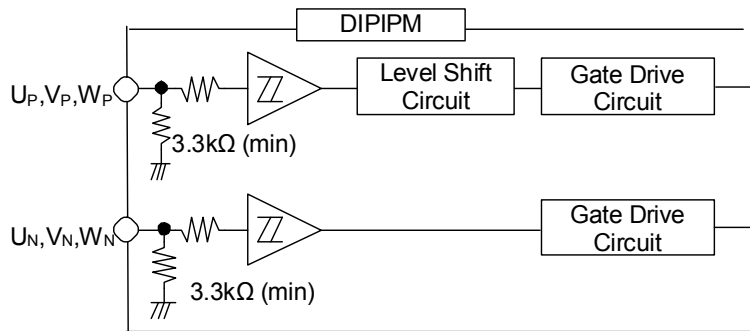 DIPIPM
UP,VP,WP
Level Shift
Circuit
Gate Drive
Circuit
3.3kΩ (min)
UN,VN,WN
Gate Drive
Circuit
3.3kΩ (min)